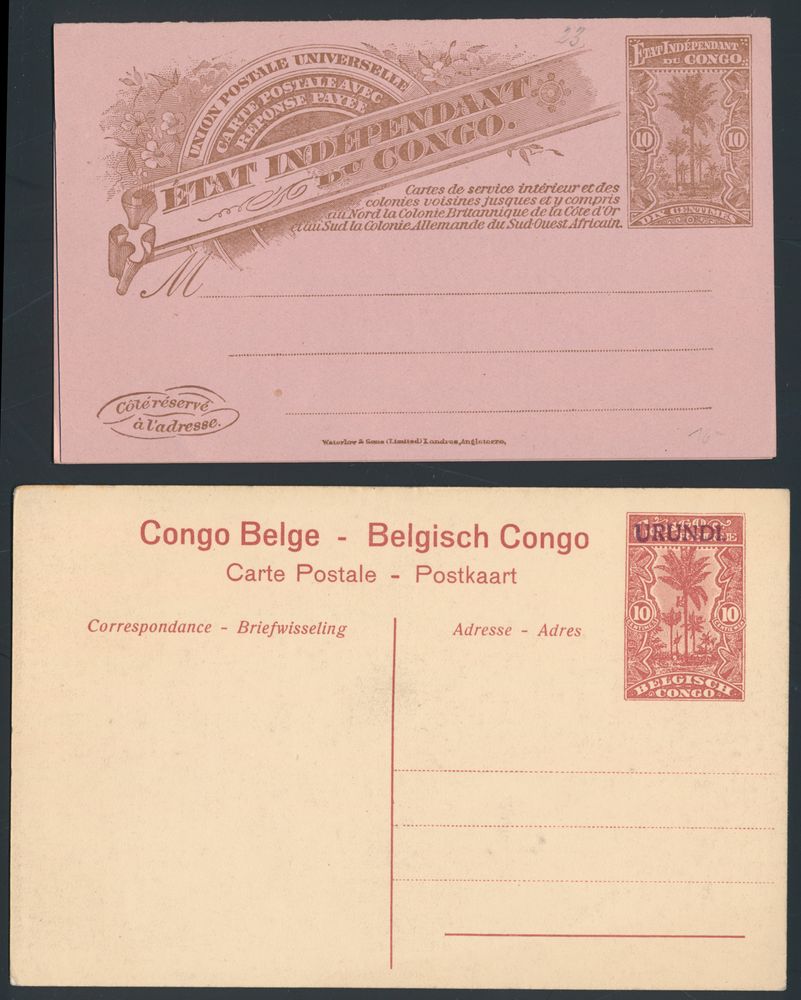 23
UNION POSTALE UNIVERSELLE
CARTE POSTALE AVEC
RÉPONSE PAYÉE
ÉTAT INDÉPENDANT
DU CONGO.
ETAT INDÉPENDANT
DU CONGO
10 10
DIX CENTIMES
Cartes de service intérieur et des
colonies voisines jusques et y compris
au Nord la Colonie Britannique de la Côte d'Or
et au Sud la Colonie Allemande du Sud-Ouest Africain.
M
Côté réservé
à l'adresse.
Waterlow & Sons (Limited) Londres, Angleterre,
Congo Belge - Belgisch Congo
Carte Postale - Postkaart
Correspondance - Briefwisseling
Adresse - Adres
URUNDI.
10 10
BELGISCH
CONGO